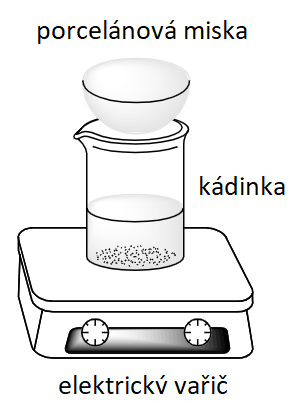 porcelánová miska
kádinka
elektrický vařič